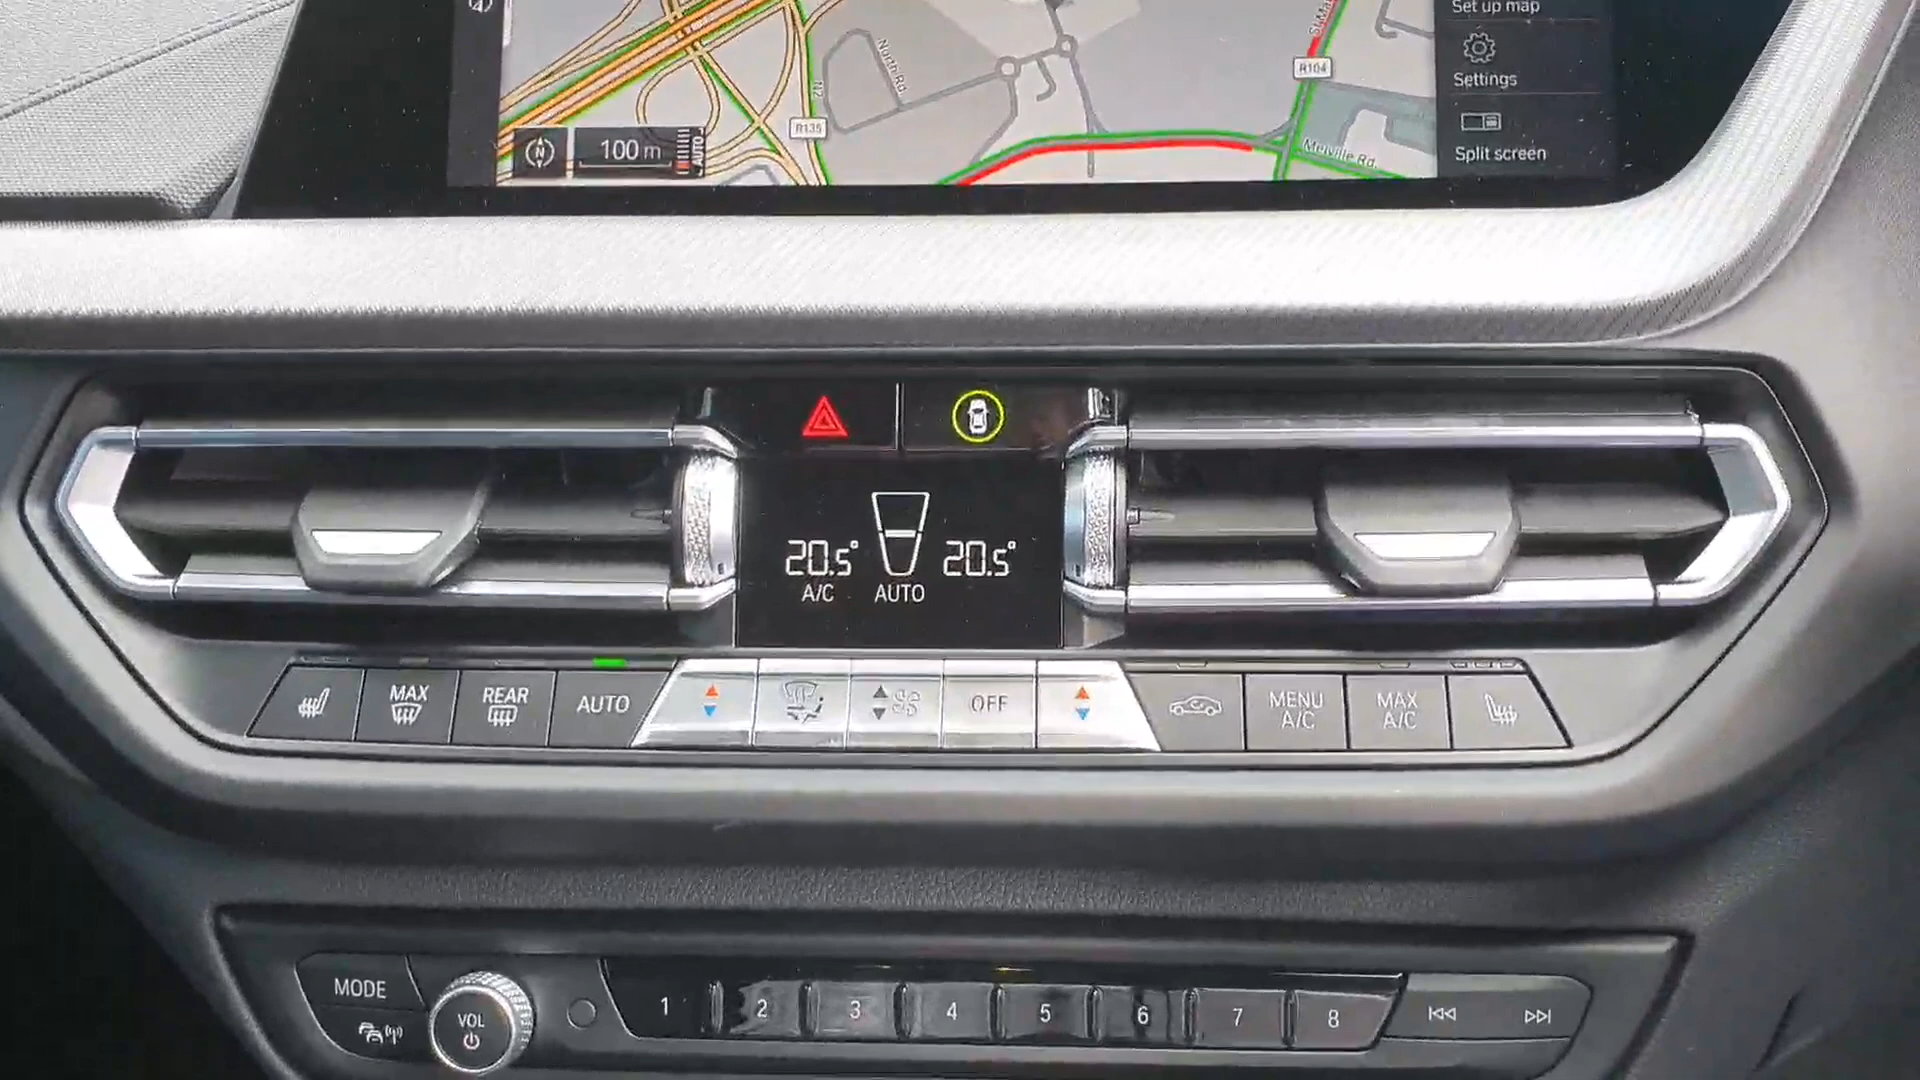 Set up map
Settings
Split screen
North Rd.
N2
R135
R104
Melville Rd.
N
100 m
AUTO
20.5°
20.5°
A/C
AUTO
MAX
REAR
AUTO
OFF
MENU
A/C
MAX
A/C
MODE
VOL
1
2
3
4
5
6
7
8